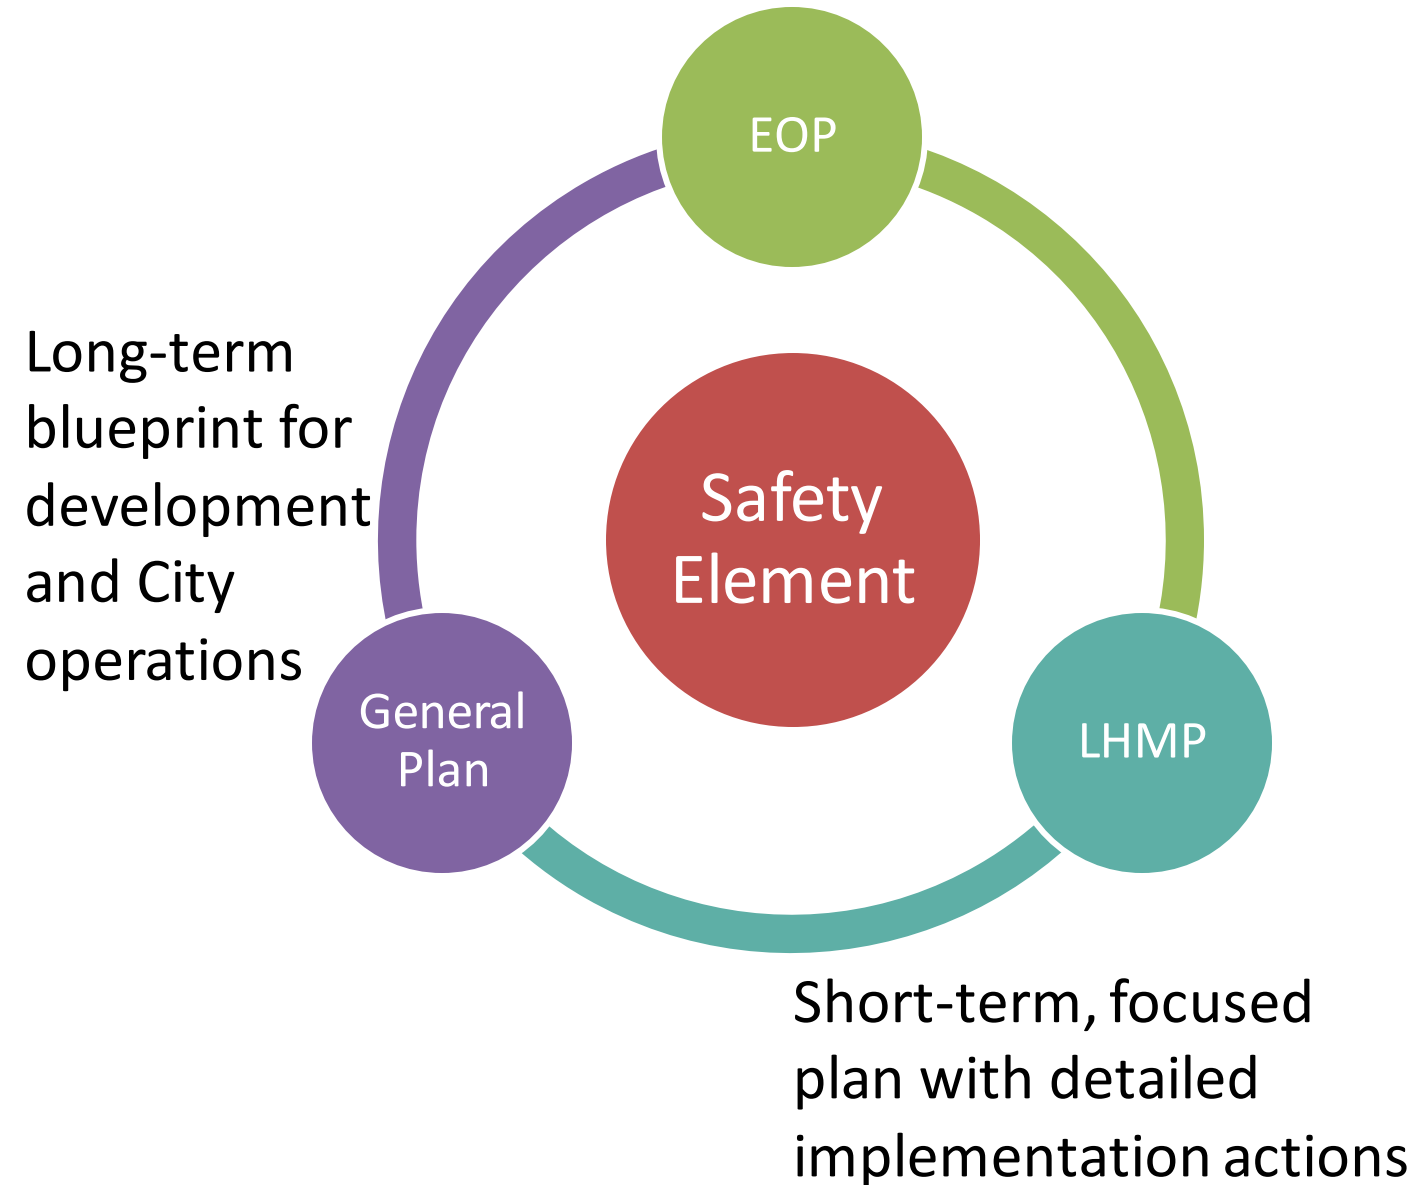 EOP
Long-term
blueprint for
development
and City
operations
Safety
Element
General
Plan
LHMP
Short-term, focused
plan with detailed
implementation actions